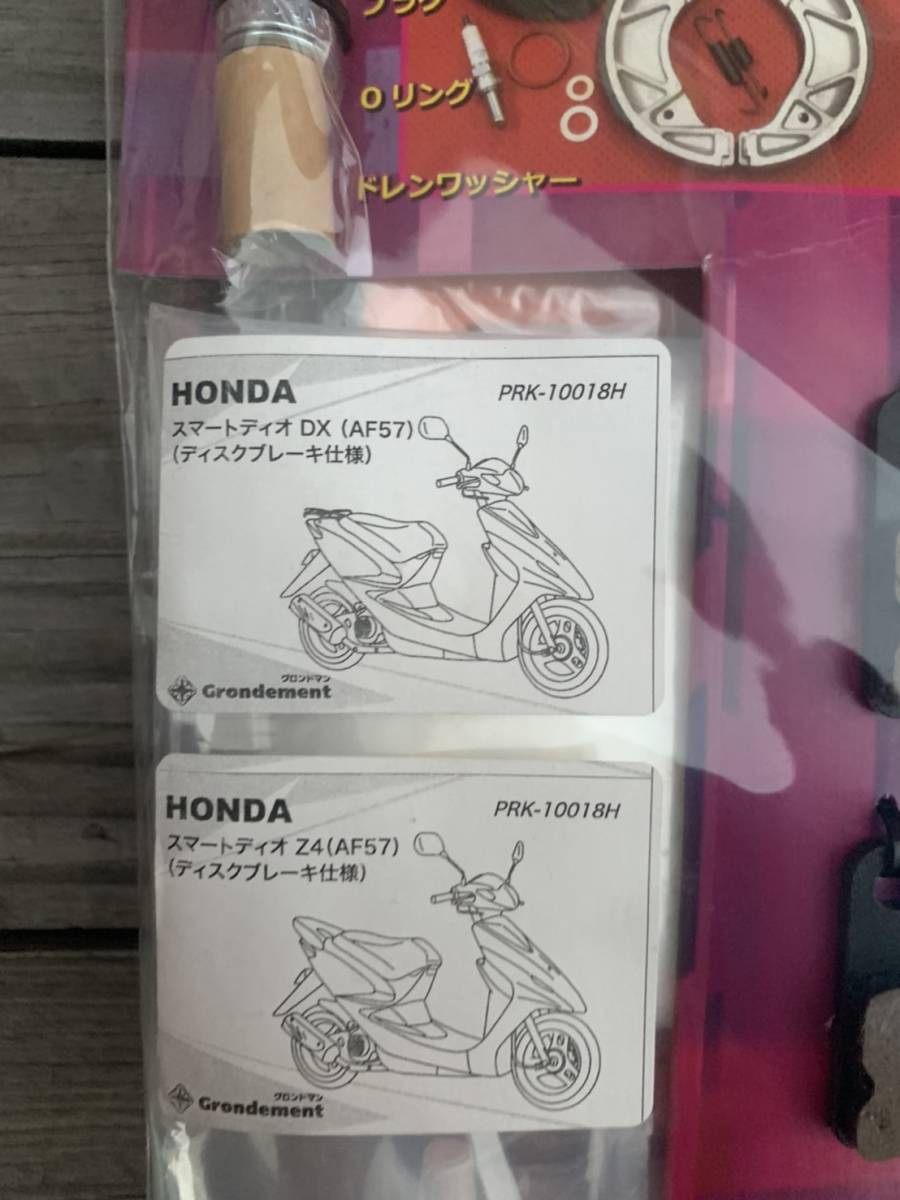 プラグ
O リング
ドレンワッシャー
HONDA
PRK-10018H
スマートディオ DX (AF57)
(ディスクブレーキ仕様)
グロンドマン
Grondement
HONDA
PRK-10018H
スマートディオ Z4(AF57)
(ディスクブレーキ仕様)
グロンドマン
Grondement